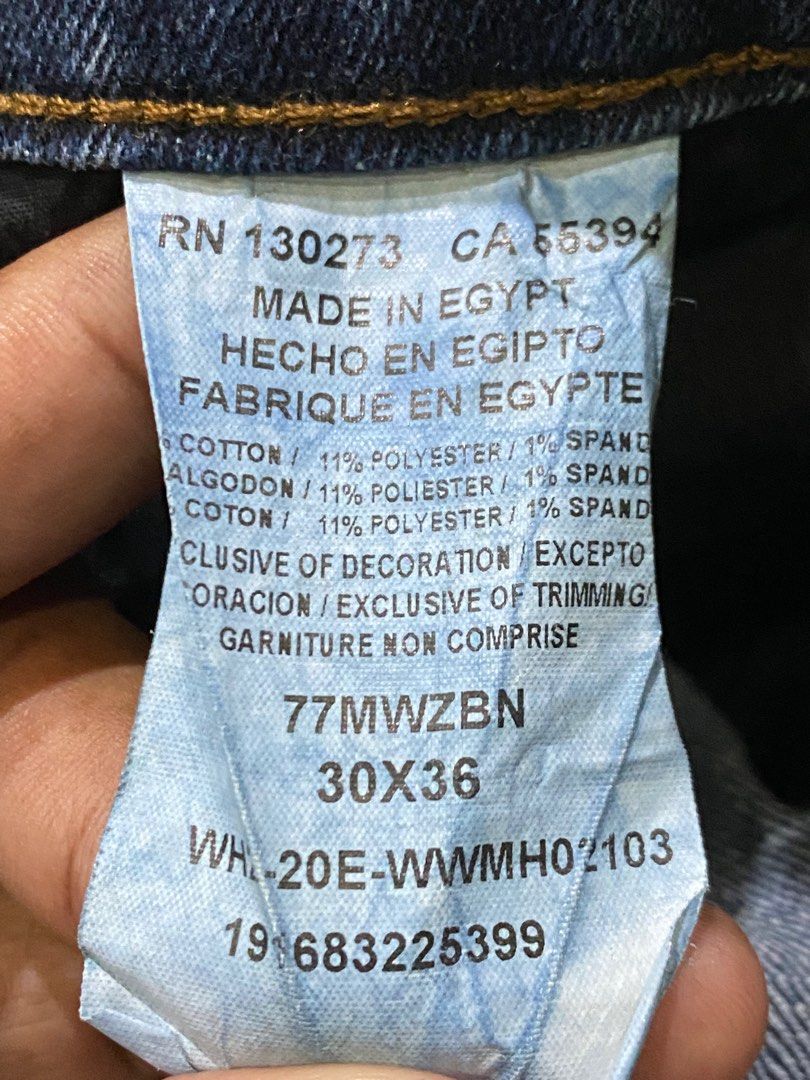 RN 130273 CA 55394
MADE IN EGYPT
HECHO EN EGIPTO
FABRIQUE EN EGYPTE
% COTTON / 11% POLYESTER / 1% SPAND
ALGODON / 11% POLIESTER / 1% SPAND
COTON / 11% POLYESTER / 1% SPAND
CLUSIVE OF DECORATION / EXCEPTO
ORACION / EXCLUSIVE OF TRIMMING/
GARNITURE NON COMPRISE
77MWZBN
30X36
-20E-WWMH02103
683225399